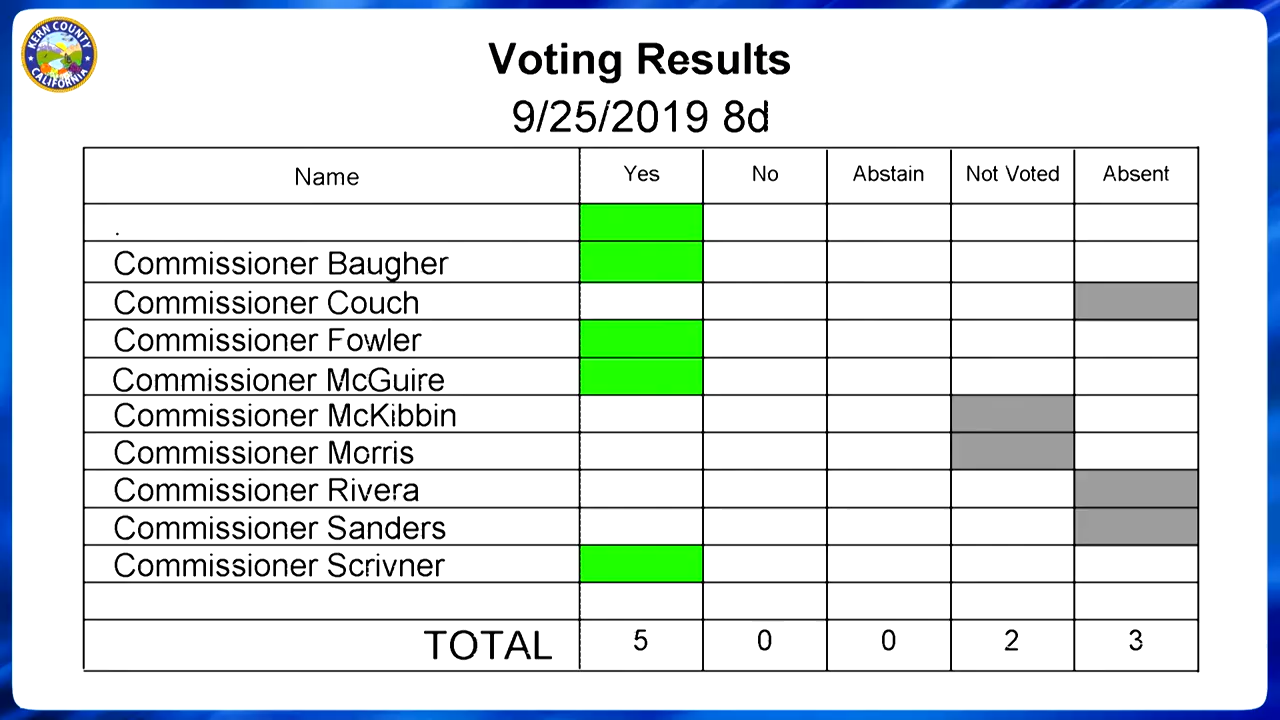 KERN COUNTY
CALIFORNIA
Voting Results
9/25/2019 8d
Name Yes No Abstain Not Voted Absent
.
Commissioner Baugher
Commissioner Couch
Commissioner Fowler
Commissioner McGuire
Commissioner McKibbin
Commissioner Morris
Commissioner Rivera
Commissioner Sanders
Commissioner Scrivner
TOTAL 5 0 0 2 3